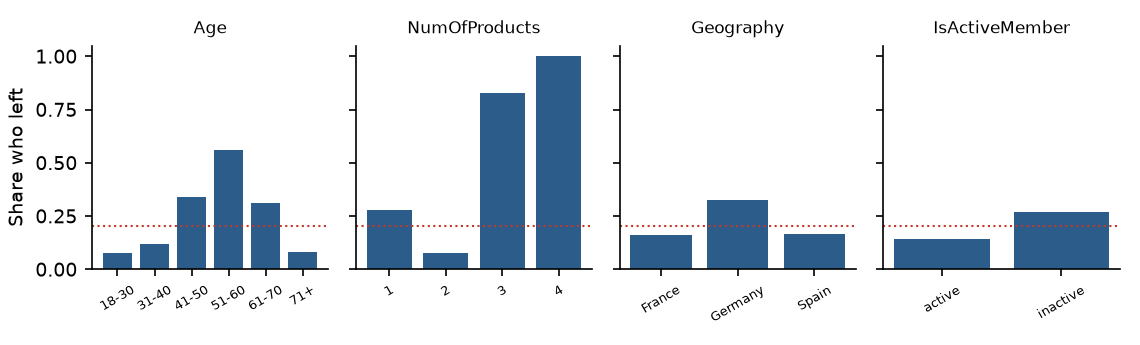 Age
NumOfProducts
Geography
IsActiveMember
Share who left
1.00
0.75
0.50
0.25
0.00
18-30
31-40
41-50
51-60
61-70
71+
1
2
3
4
France
Germany
Spain
active
inactive